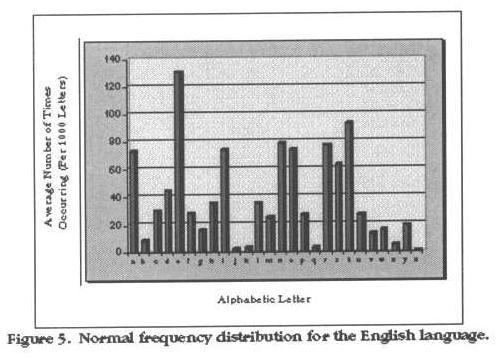 Average Number of Times
Occurring (Per 1000 Letters)
140
120
100
80
60
40
20
0
a b c d e f g h i j k l m n o p q r s t u v w x y z
Alphabetic Letter
Figure 5. Normal frequency distribution for the English language.